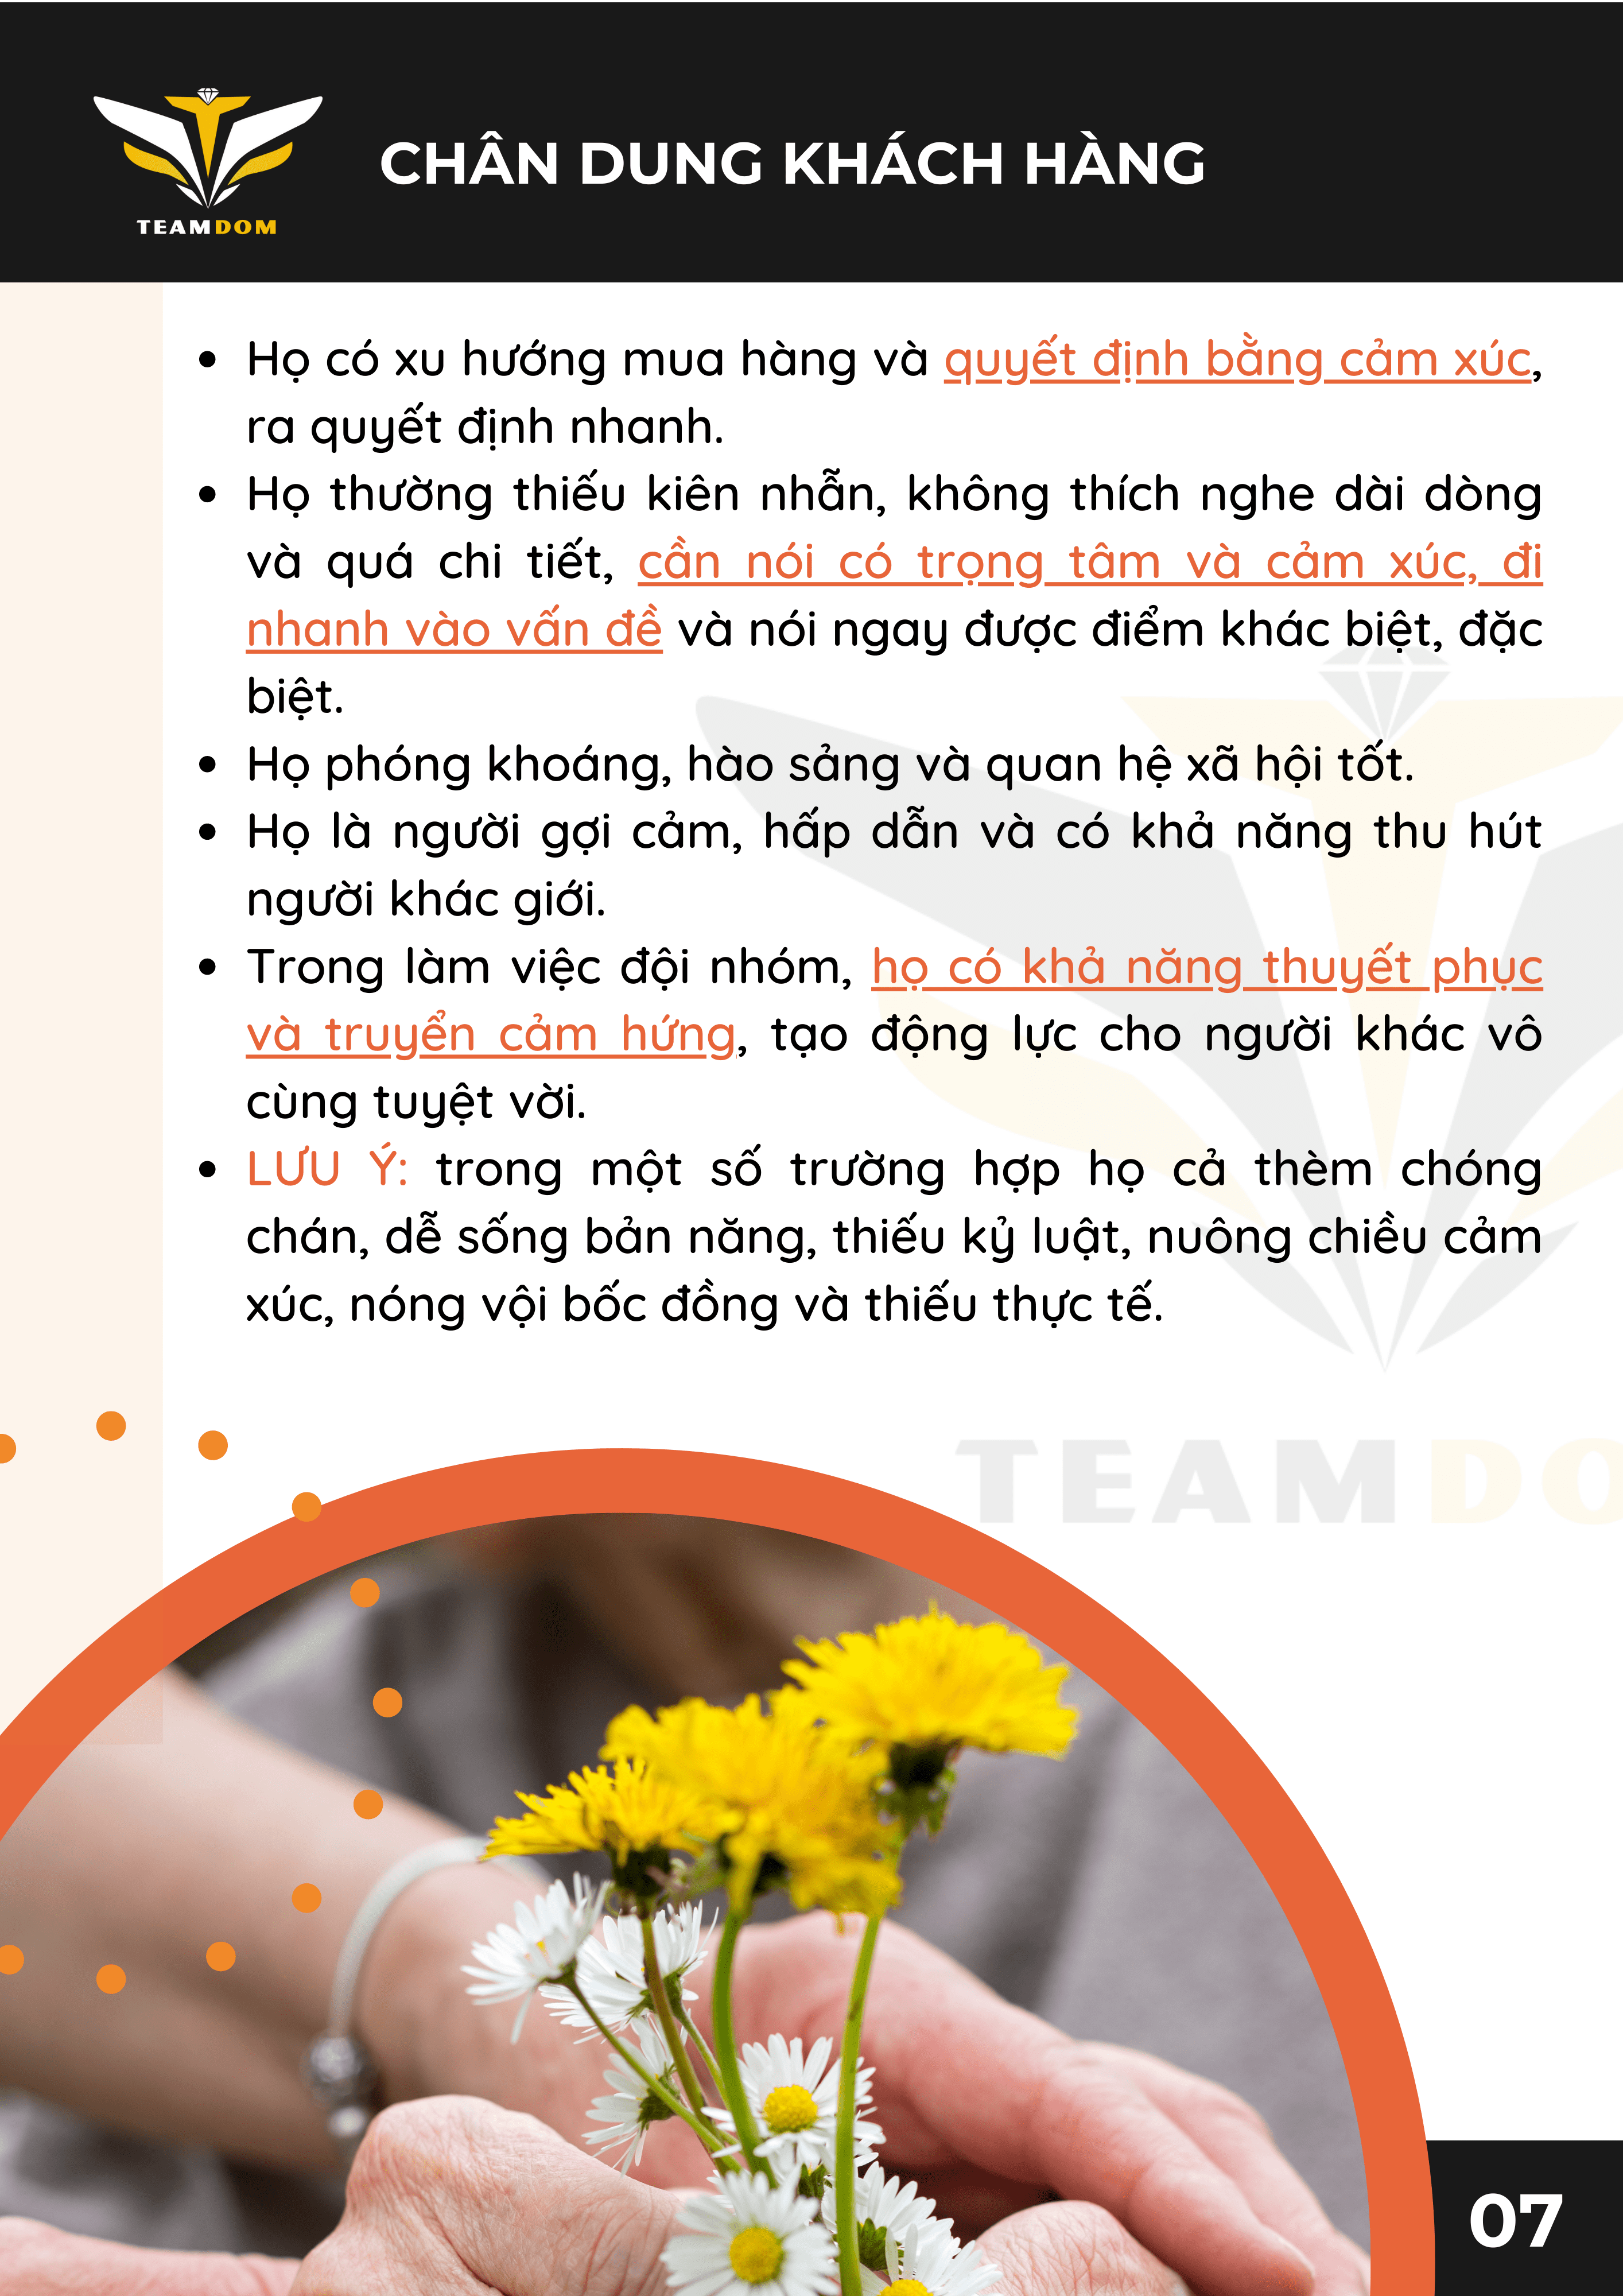 TEAMDOM
CHÂN DUNG KHÁCH HÀNG
• Họ có xu hướng mua hàng và quyết định bằng cảm xúc,
ra quyết định nhanh.
• Họ thường thiếu kiên nhẫn, không thích nghe dài dòng
và quá chi tiết, cần nói có trọng tâm và cảm xúc, đi
nhanh vào vấn đề và nói ngay được điểm khác biệt, đặc
biệt.
• Họ phóng khoáng, hào sảng và quan hệ xã hội tốt.
• Họ là người gợi cảm, hấp dẫn và có khả năng thu hút
người khác giới.
• Trong làm việc đội nhóm, họ có khả năng thuyết phục
và truyển cảm hứng, tạo động lực cho người khác vô
cùng tuyệt vời.
• LƯU Ý: trong một số trường hợp họ cả thèm chóng
chán, dễ sống bản năng, thiếu kỷ luật, nuông chiều cảm
xúc, nóng vội bốc đồng và thiếu thực tế.
TEAMDO
07